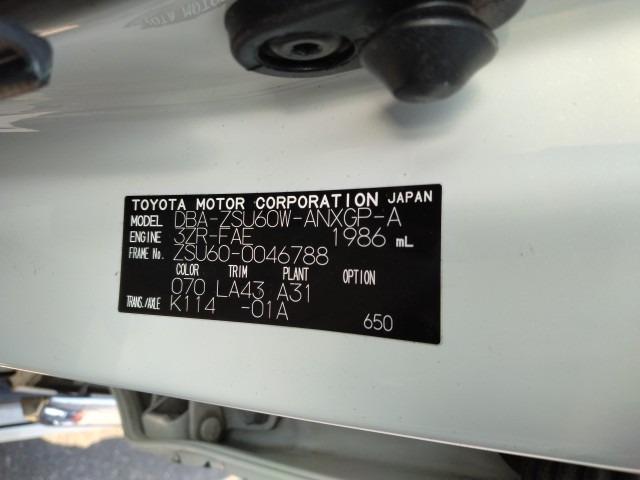 TOYOTA MOTOR CORPORATION JAPAN
MODEL DBA-ZSU60W-ANXGP-A
ENGINE 3ZR-FAE 1986 mL
FRAME No. ZSU60-0046788
COLOR TRIM PLANT OPTION
070 LA43 A31
TRANS./AXLE K114 -01A
650